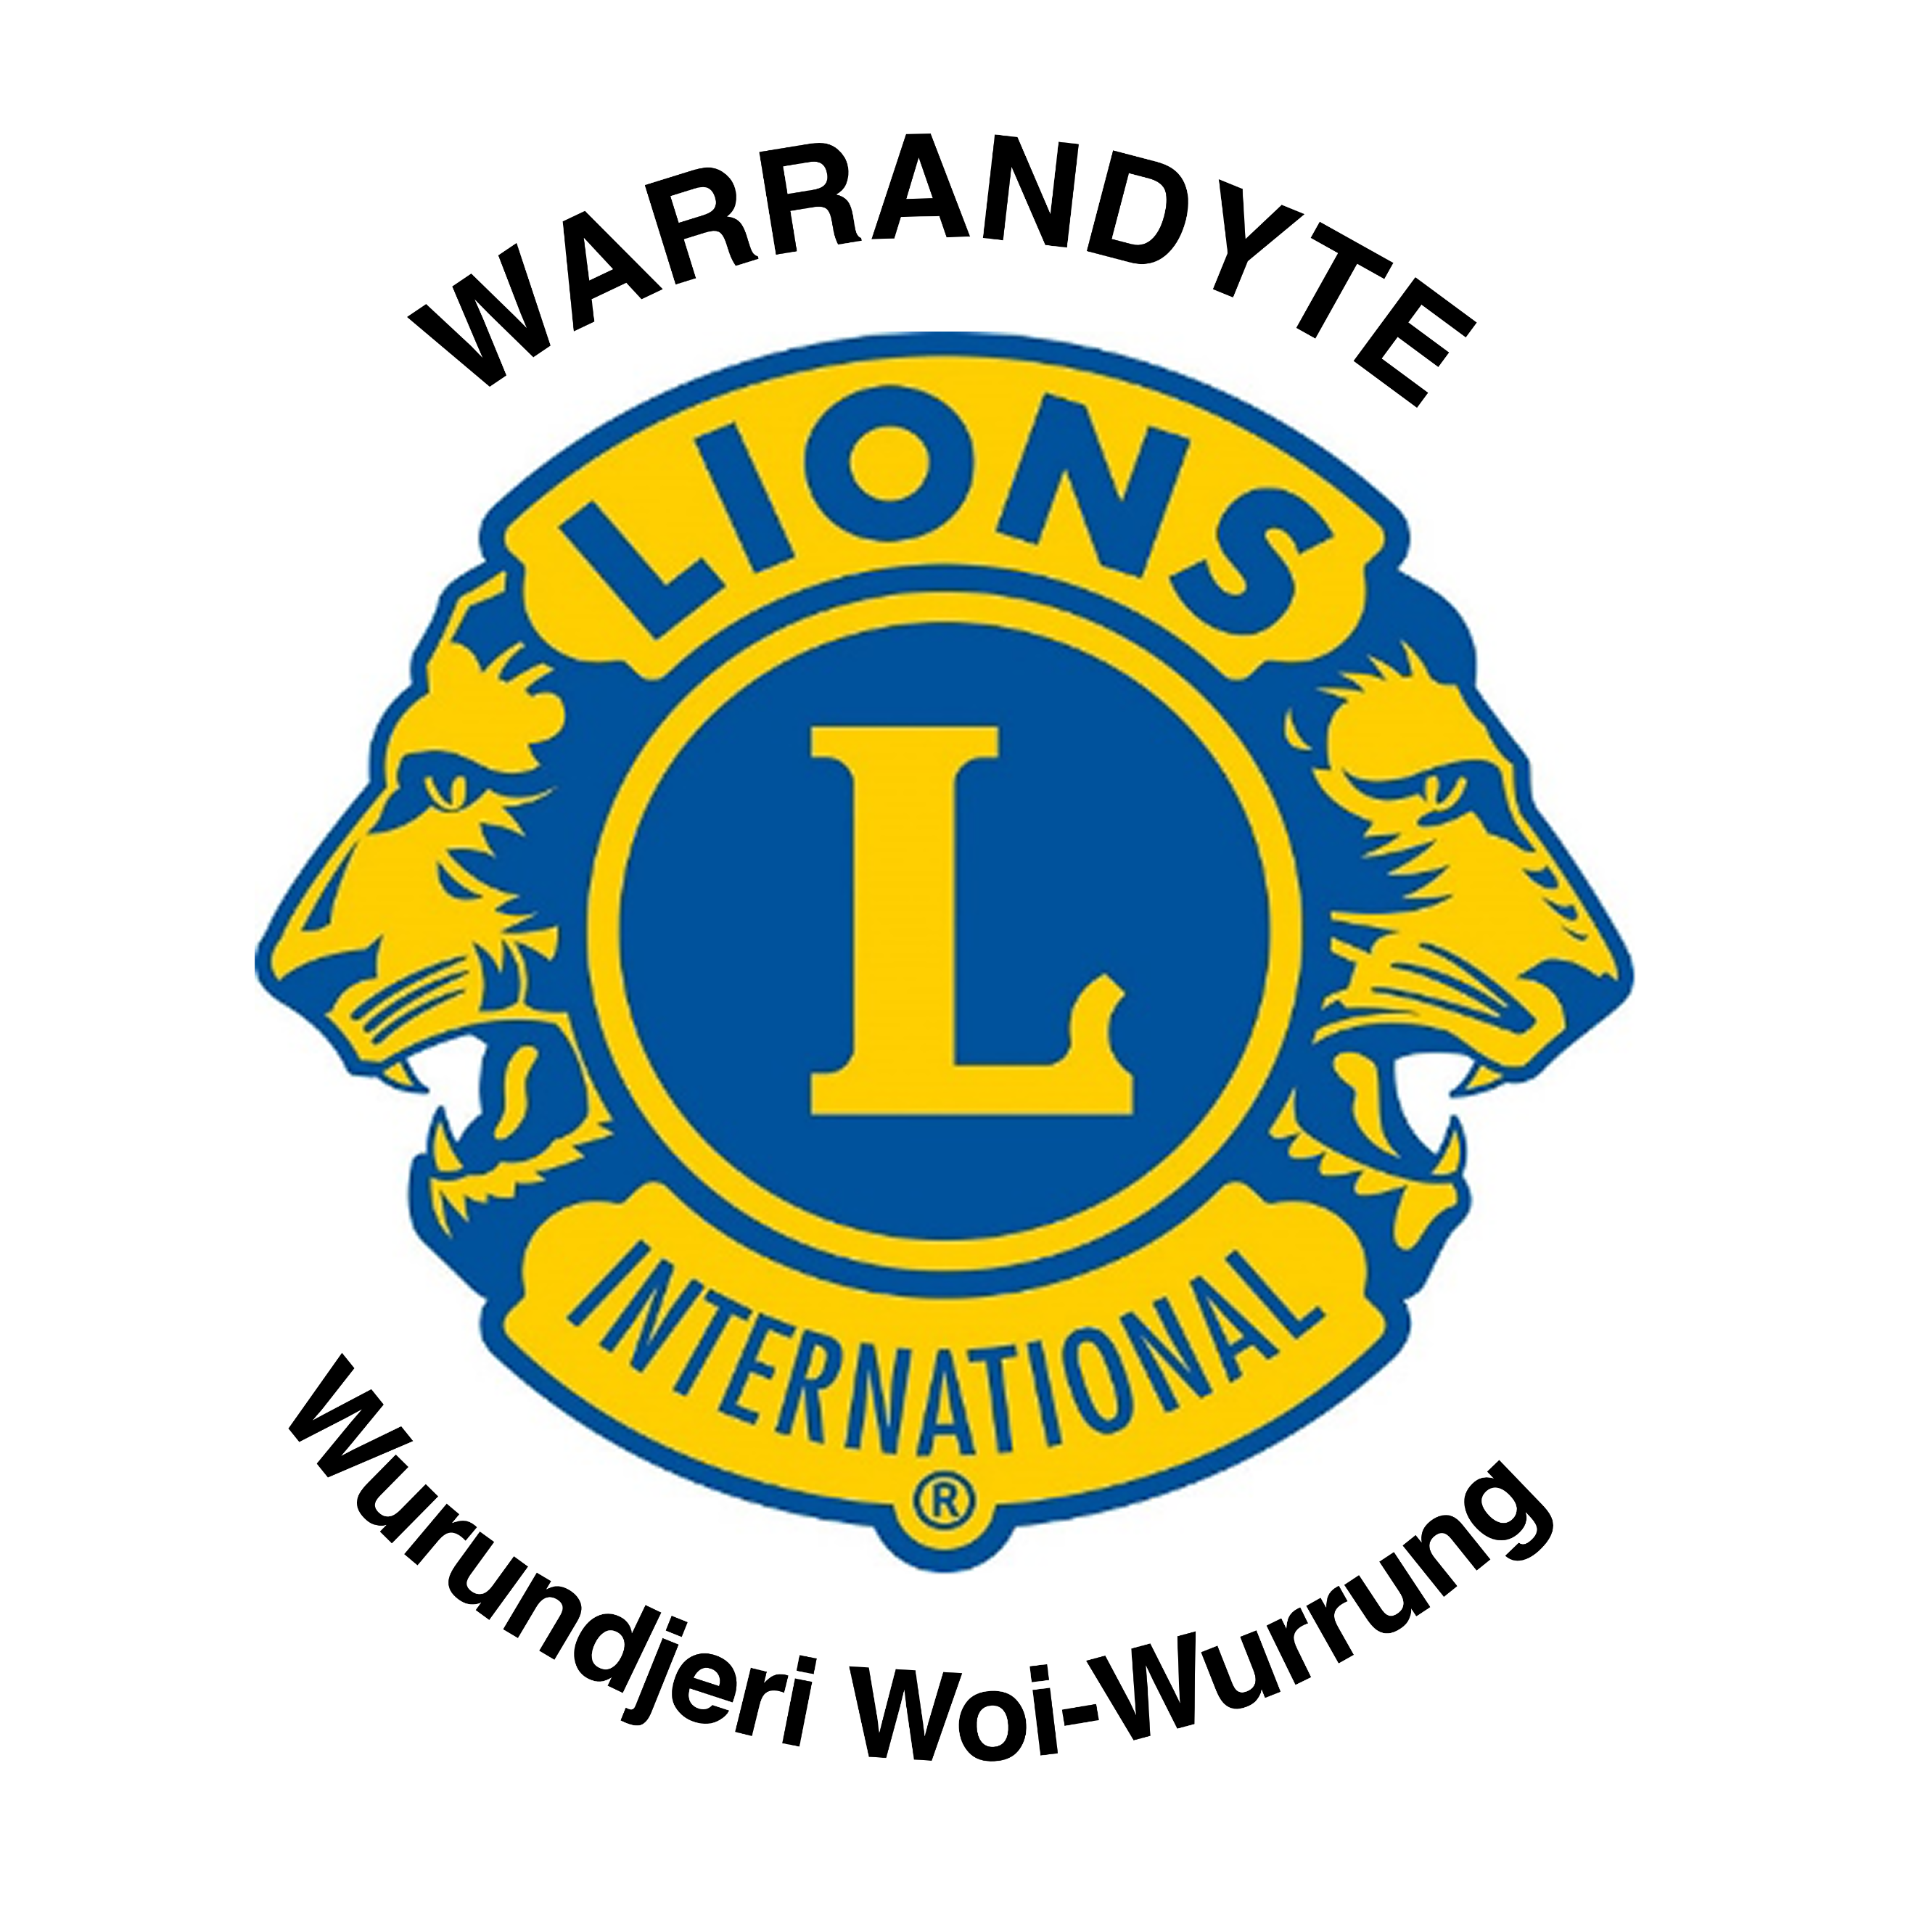 WARRANDYTE
LIONS
L
INTERNATIONAL
®
Wurundjeri Woi-Wurrung